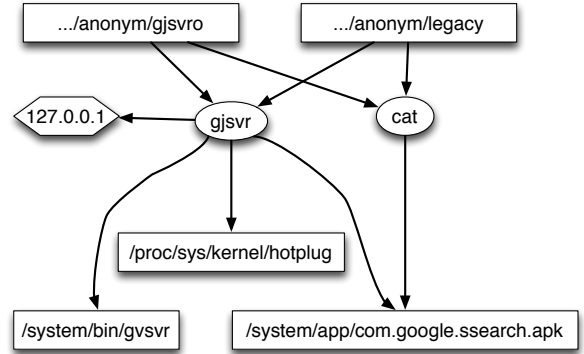 .../anonym/gjsvro
.../anonym/legacy
127.0.0.1
gjsvr
cat
/proc/sys/kernel/hotplug
/system/bin/gvsvr
/system/app/com.google.ssearch.apk